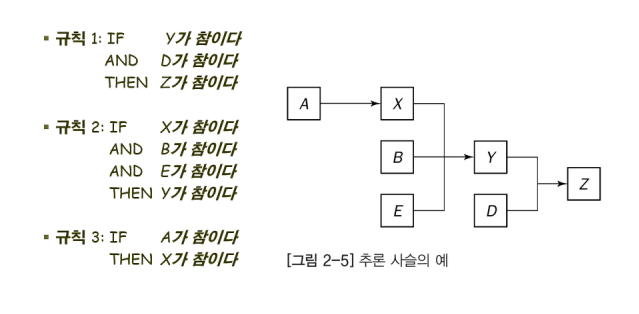 ▪ 규칙 1: IF Y가 참이다
AND D가 참이다
THEN Z가 참이다
▪ 규칙 2: IF X가 참이다
AND B가 참이다
AND E가 참이다
THEN Y가 참이다
▪ 규칙 3: IF A가 참이다
THEN X가 참이다
A X
B Y
Z
E D
[그림 2-5] 추론 사슬의 예